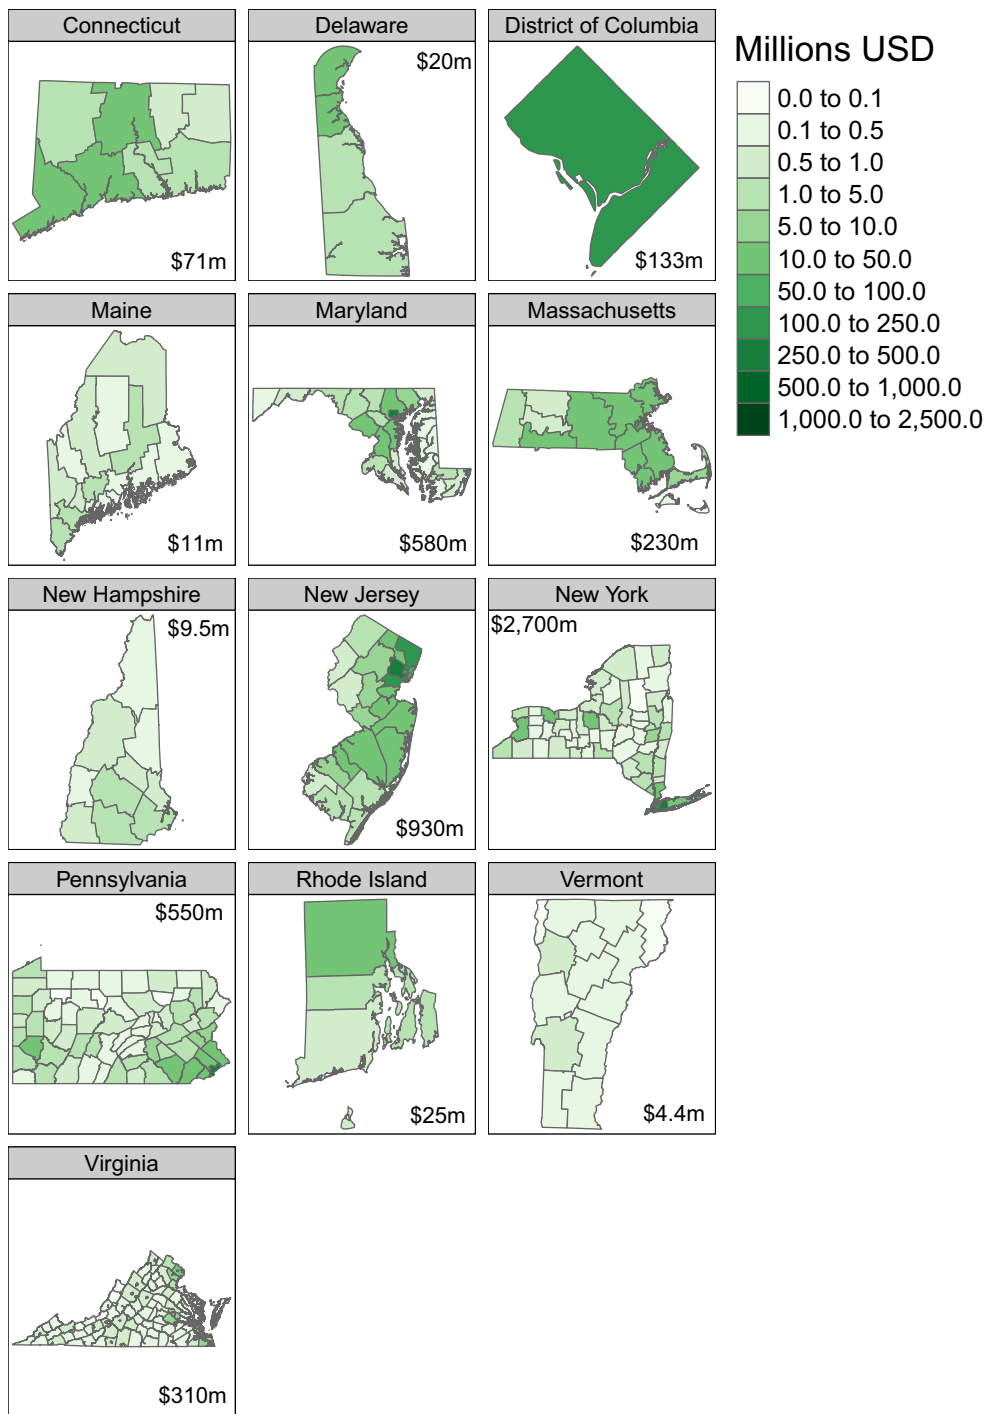 Connecticut
Delaware
District of Columbia
$71m
$20m
$133m
Maine
Maryland
Massachusetts
$11m
$580m
$230m
New Hampshire
New Jersey
New York
$9.5m
$930m
$2,700m
Pennsylvania
Rhode Island
Vermont
$550m
$25m
$4.4m
Virginia
$310m
Millions USD
0.0 to 0.1
0.1 to 0.5
0.5 to 1.0
1.0 to 5.0
5.0 to 10.0
10.0 to 50.0
50.0 to 100.0
100.0 to 250.0
250.0 to 500.0
500.0 to 1,000.0
1,000.0 to 2,500.0